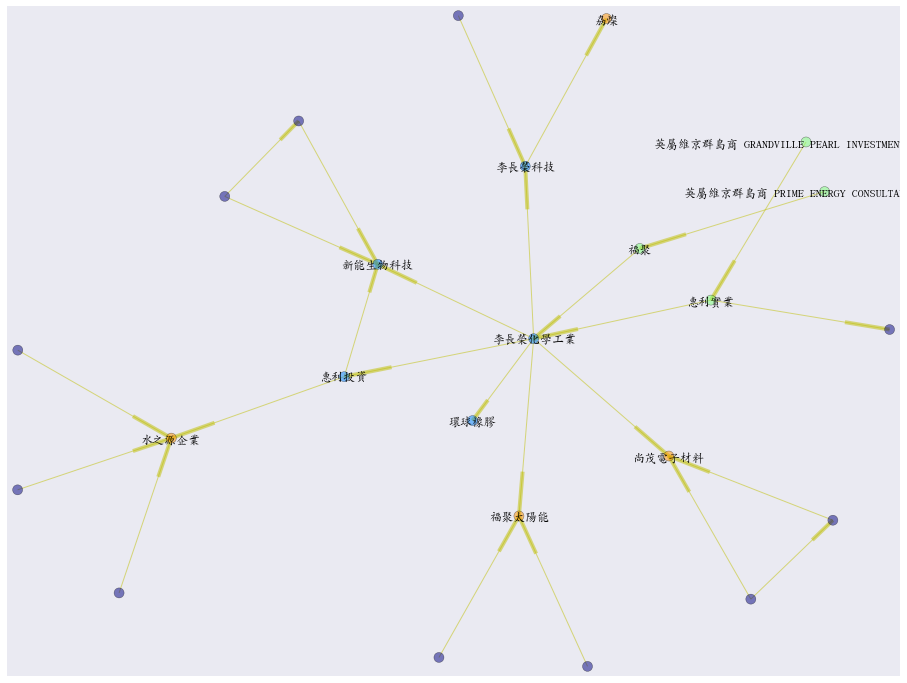 荔燦
英屬維京群島商 GRANDVILLE PEARL INVESTMEN
李長榮科技
英屬維京群島商 PRIME ENERGY CONSULTA
福聚
新能生物科技
惠利實業
李長榮化學工業
惠利投資
環球橡膠
水之源企業
尚茂電子材料
福聚太陽能